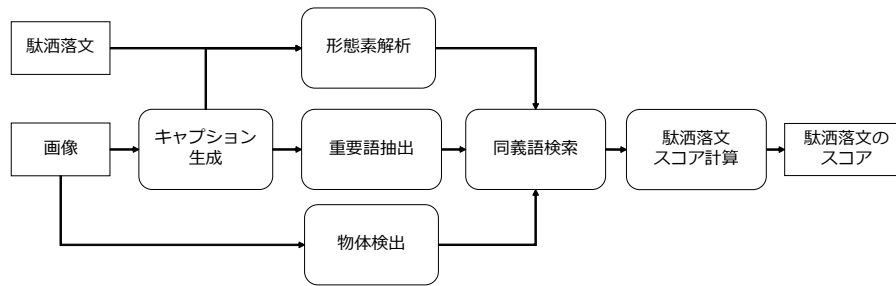 駄洒落文
形態素解析
画像
キャプション
生成
重要語抽出
同義語検索
駄洒落文
スコア計算
駄洒落文の
スコア
物体検出